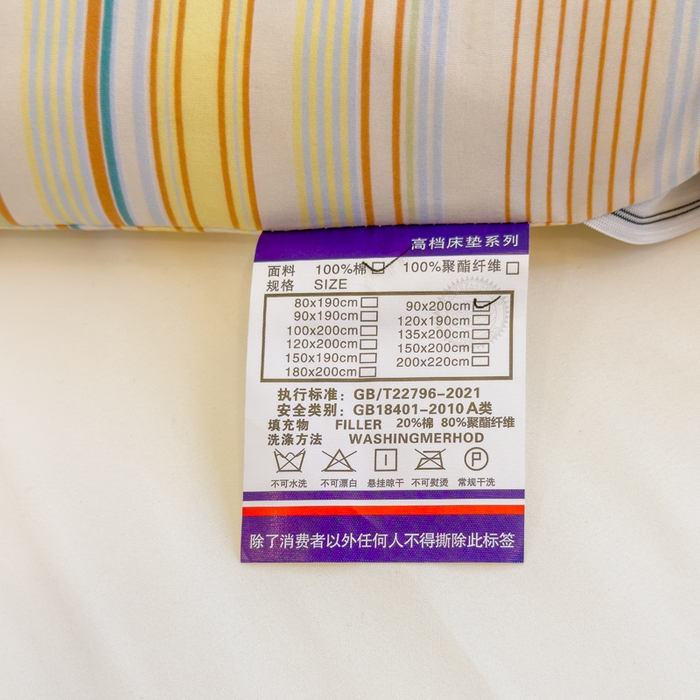 高档床垫系列
面料 100%棉 100%聚酯纤维
规格 SIZE
80x190cm 90x200cm
90x190cm 120x190cm
100x200cm 135x200cm
120x200cm 150x200cm
150x190cm 200x220cm
180x200cm
执行标准: GB/T22796-2021
安全类别: GB18401-2010 A类
填充物 FILLER 20%棉 80%聚酯纤维
洗涤方法 WASHINGMERHOD
不可水洗 不可漂白 悬挂晾干 不可熨烫 常规干洗
除了消费者以外任何人不得撕除此标签